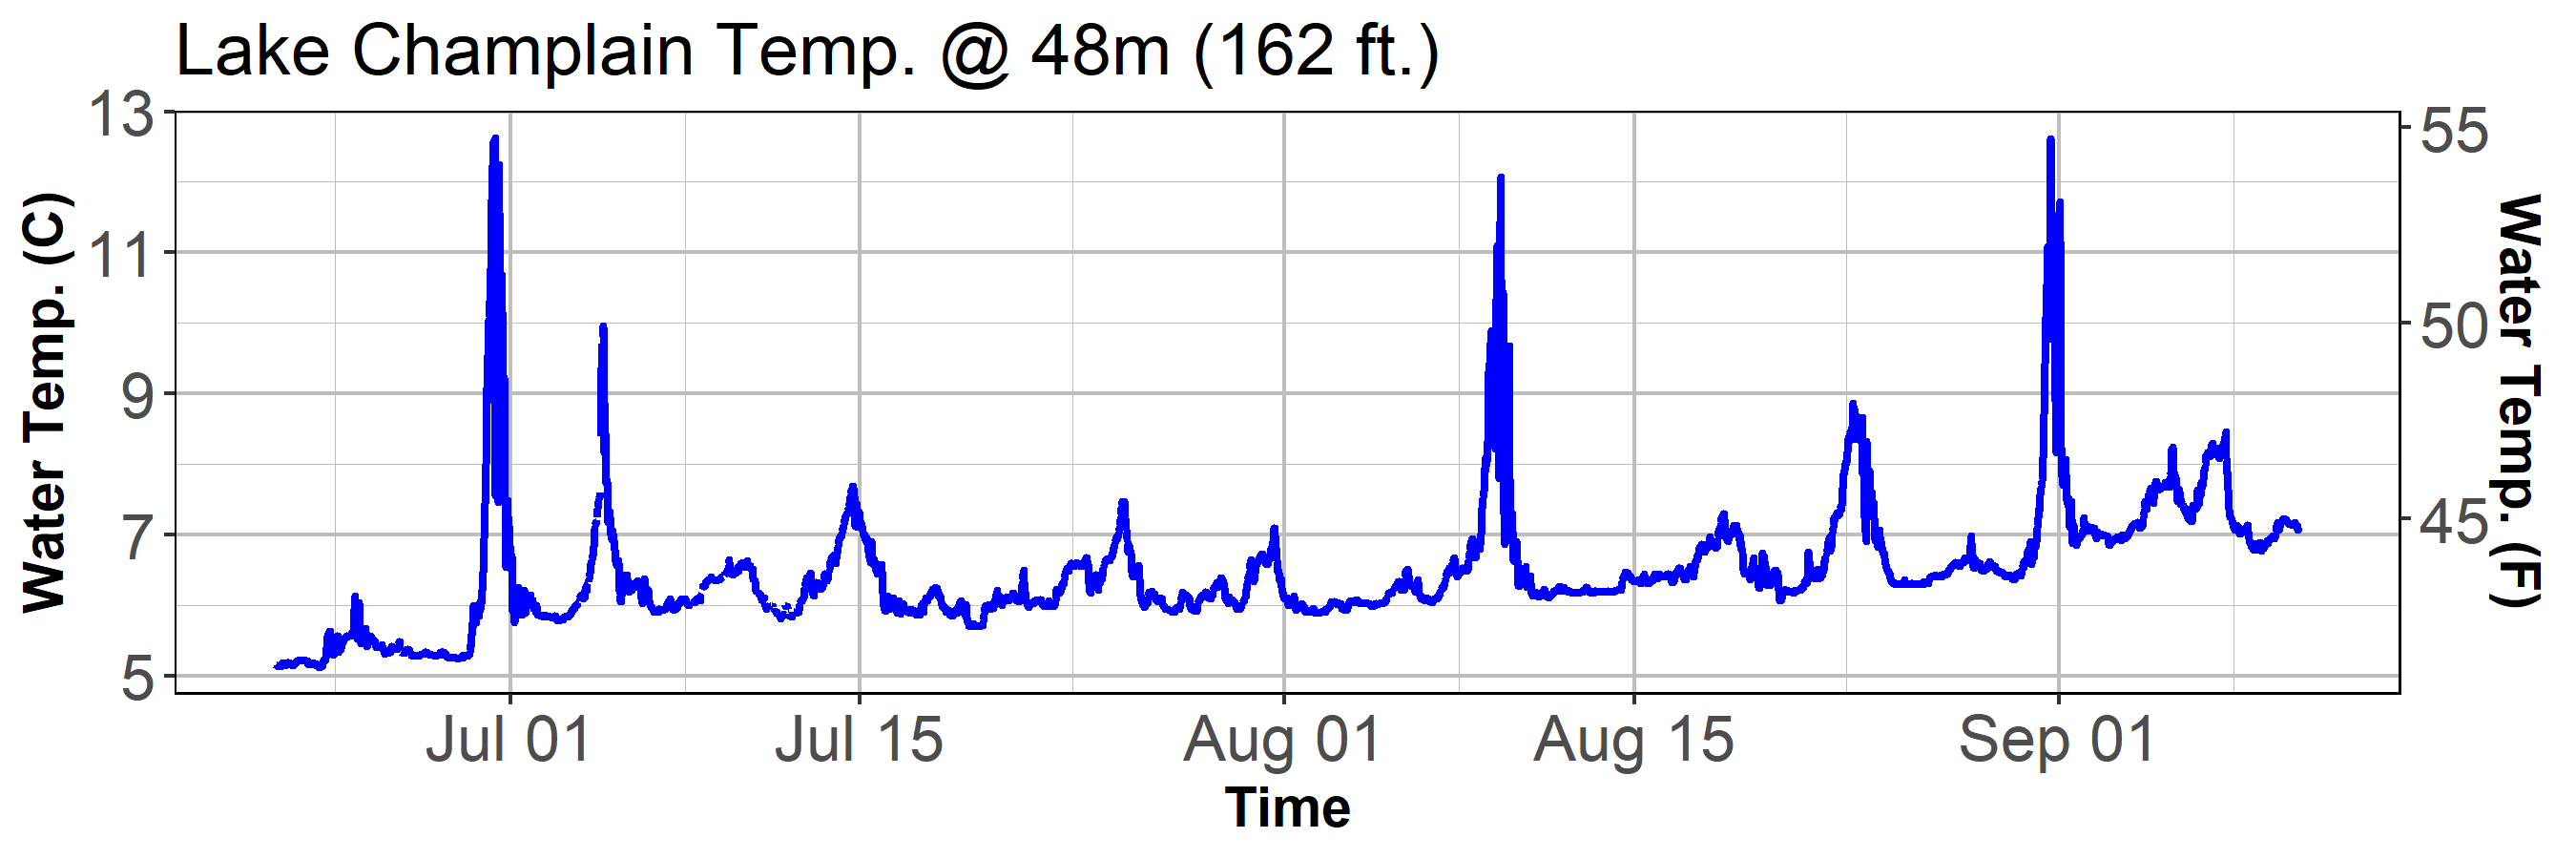 Lake Champlain Temp. @ 48m (162 ft.)
Water Temp. (C)
13
11
9
7
5
55
50
45
Water Temp. (F)
Jul 01
Jul 15
Aug 01
Aug 15
Sep 01
Time